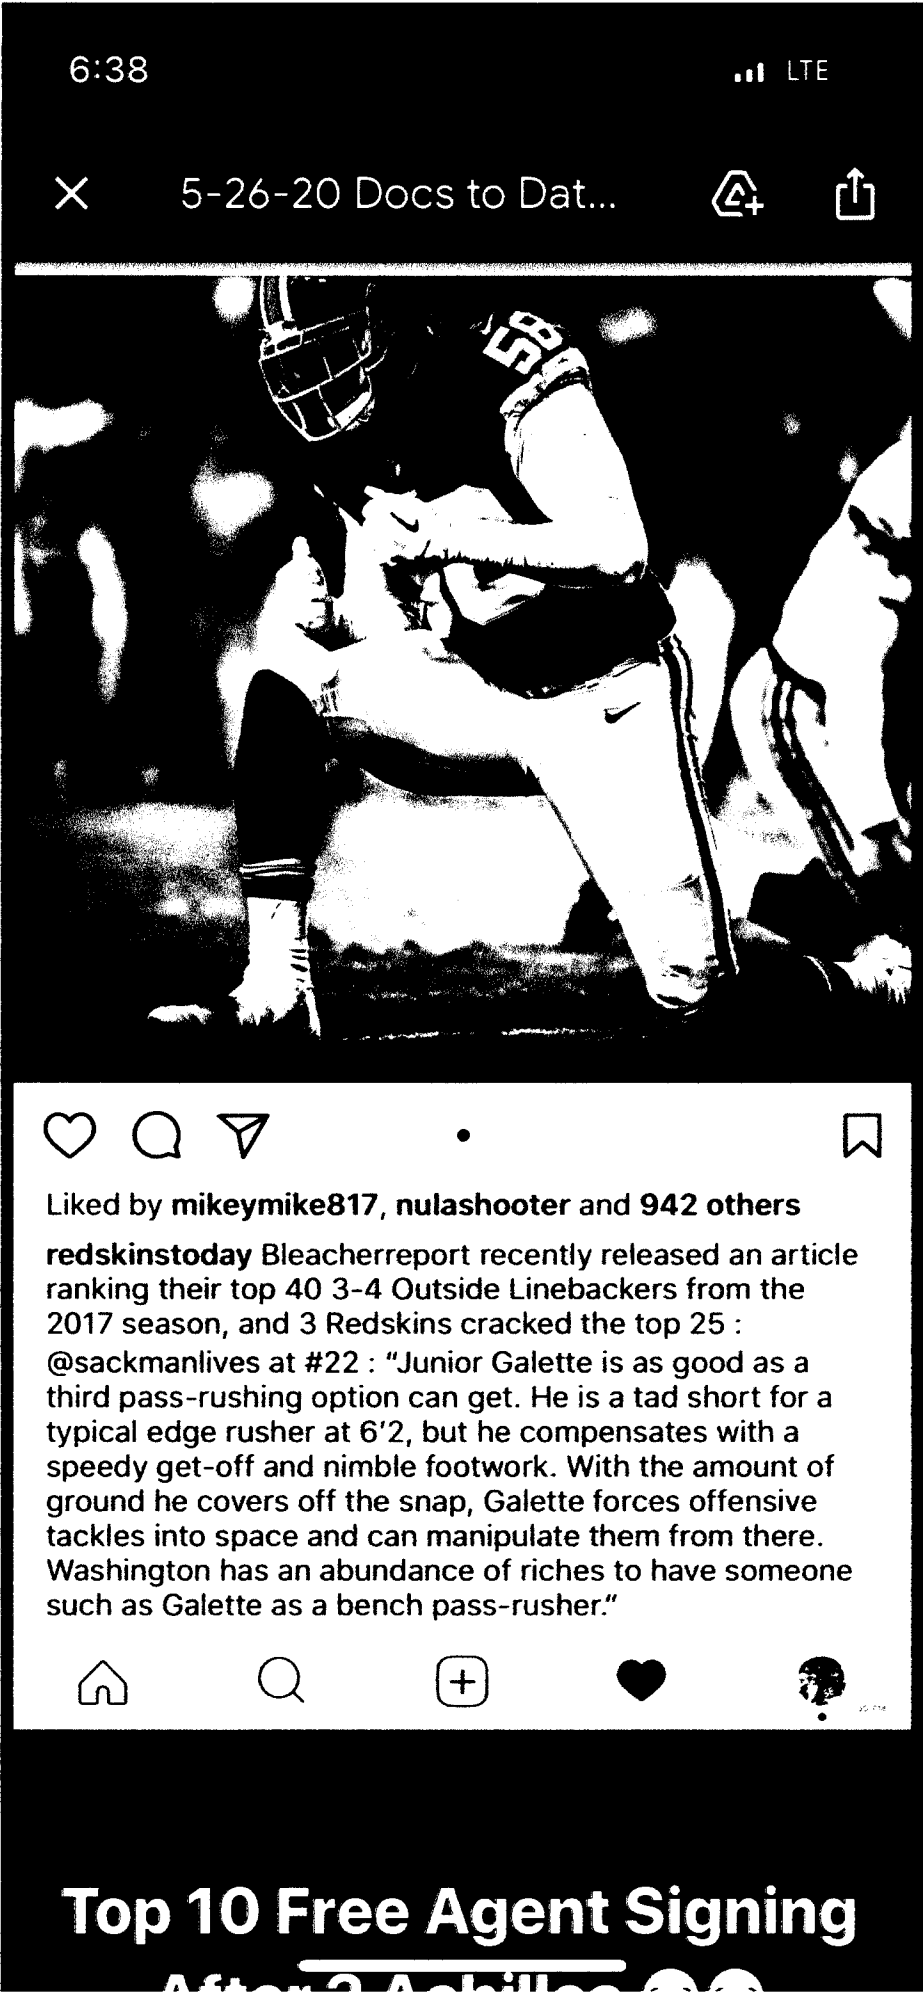 6:38 LTE
5-26-20 Docs to Dat...
58
Liked by mikeymike817, nulashooter and 942 others
redskinstoday Bleacherreport recently released an article
ranking their top 40 3-4 Outside Linebackers from the
2017 season, and 3 Redskins cracked the top 25 :
@sackmanlives at #22 : "Junior Galette is as good as a
third pass-rushing option can get. He is a tad short for a
typical edge rusher at 6'2, but he compensates with a
speedy get-off and nimble footwork. With the amount of
ground he covers off the snap, Galette forces offensive
tackles into space and can manipulate them from there.
Washington has an abundance of riches to have someone
such as Galette as a bench pass-rusher."
Top 10 Free Agent Signing
After 2 Achilles